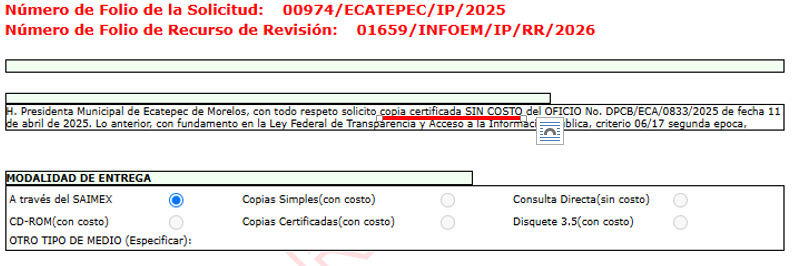 Número de Folio de la Solicitud: 00974/ECATEPEC/IP/2025
Número de Folio de Recurso de Revisión: 01659/INFOEM/IP/RR/2026
H. Presidenta Municipal de Ecatepec de Morelos, con todo respeto solicito copia certificada SIN COSTO del OFICIO No. DPCB/ECA/0833/2025 de fecha 11
de abril de 2025. Lo anterior, con fundamento en la Ley Federal de Transparencia y Acceso a la Información Pública, criterio 06/17 segunda epoca,
MODALIDAD DE ENTREGA
A través del SAIMEX Copias Simples(con costo) Consulta Directa(sin costo)
CD-ROM(con costo) Copias Certificadas(con costo) Disquete 3.5(con costo)
OTRO TIPO DE MEDIO (Especificar):